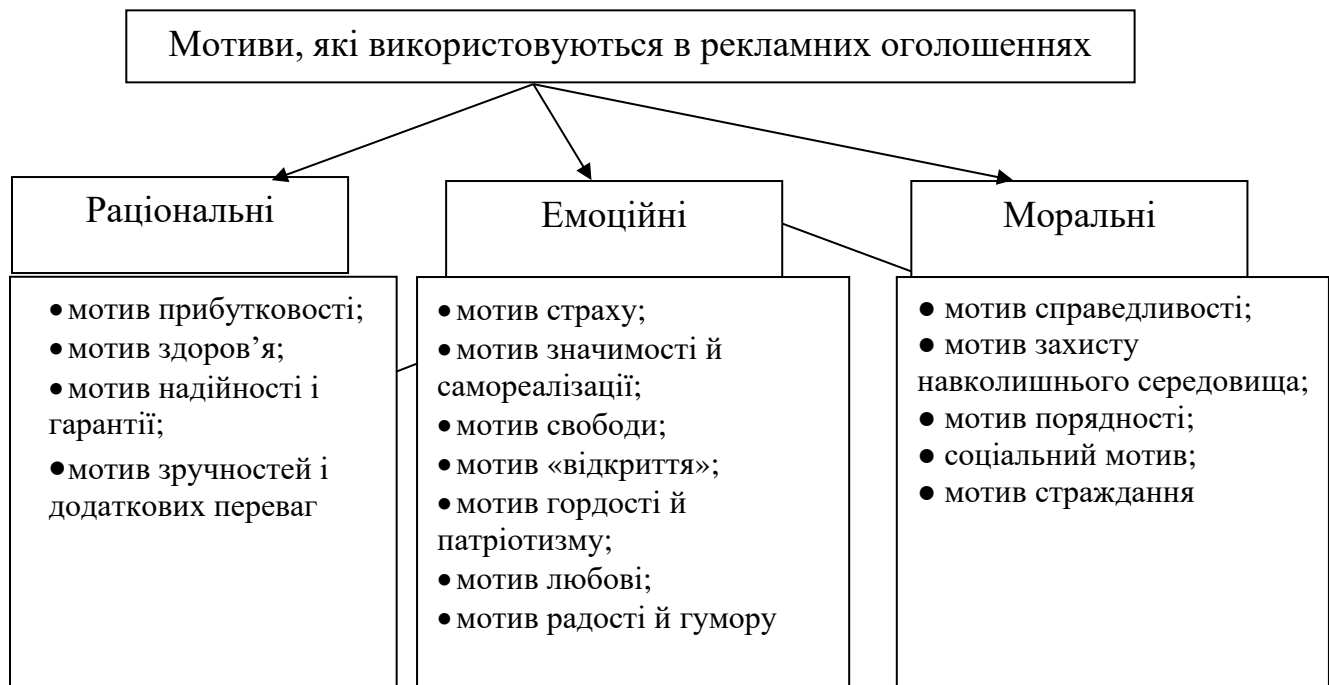 Мотиви, які використовуються в рекламних оголошеннях
Раціональні
• мотив прибутковості;
• мотив здоров’я;
• мотив надійності і
гарантії;
• мотив зручностей і
додаткових переваг
Емоційні
• мотив страху;
• мотив значимості й
самореалізації;
• мотив свободи;
• мотив «відкриття»;
• мотив гордості й
патріотизму;
• мотив любові;
• мотив радості й гумору
Моральні
• мотив справедливості;
• мотив захисту
навколишнього середовища;
• мотив порядності;
• соціальний мотив;
• мотив страждання